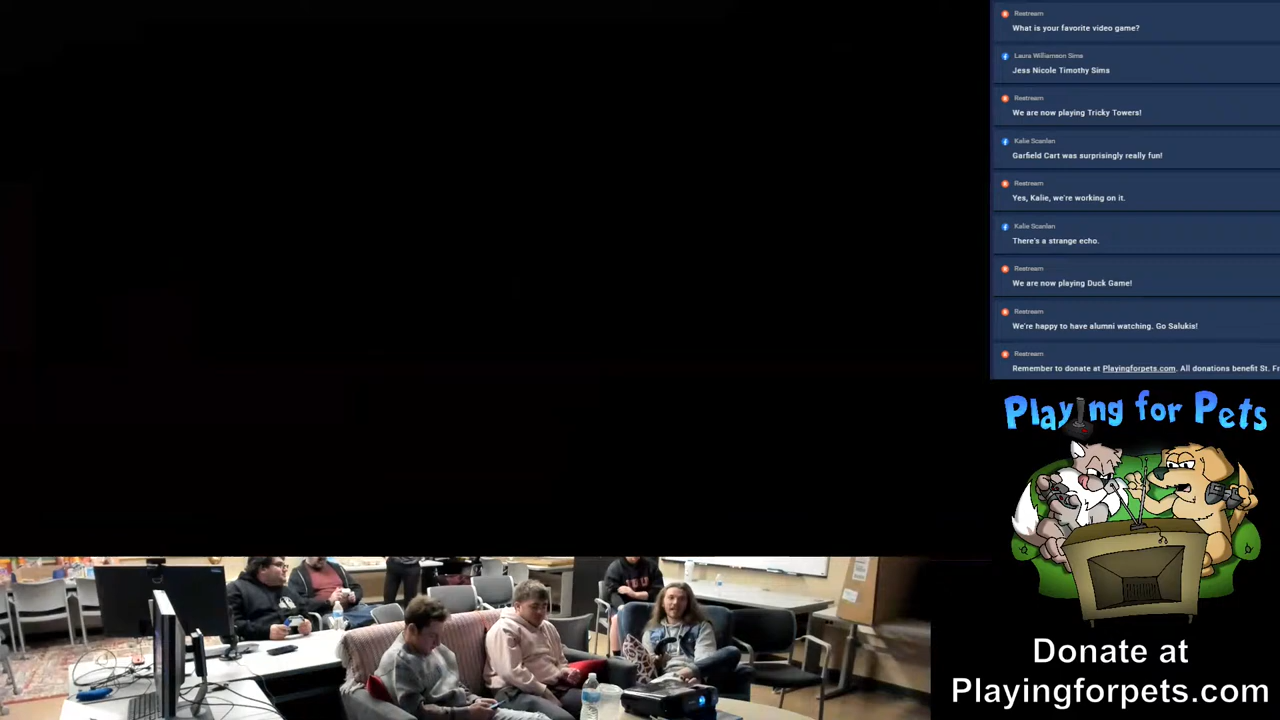 Restream
What is your favorite video game?
Laura Williamson Sims
Jess Nicole Timothy Sims
Restream
We are now playing Tricky Towers!
Kalie Scanlan
Garfield Cart was surprisingly really fun!
Restream
Yes, Kalie, we're working on it.
Kalie Scanlan
There's a strange echo.
Restream
We are now playing Duck Game!
Restream
We're happy to have alumni watching. Go Salukis!
Restream
Remember to donate at Playingforpets.com. All donations benefit St. Fr
Playing for Pets
Donate at
Playingforpets.com